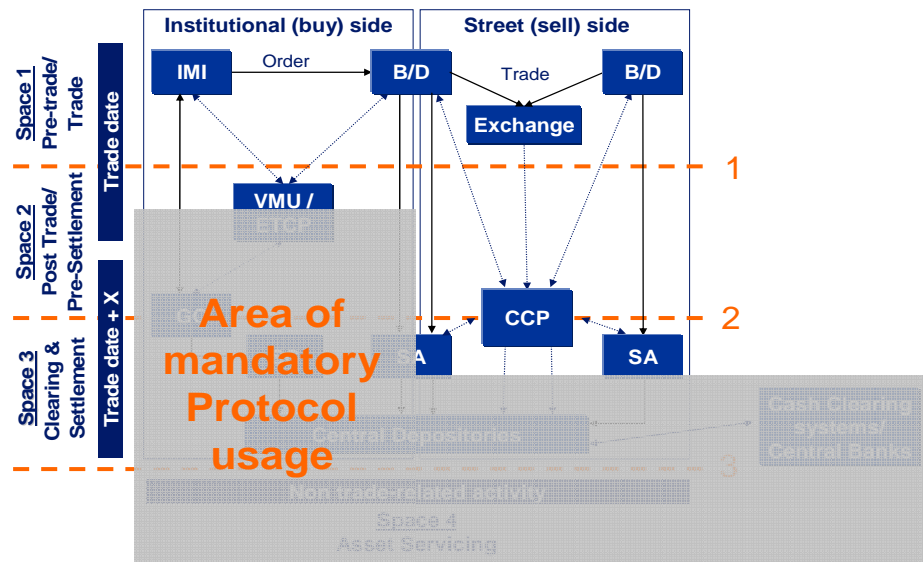 Institutional (buy) side
Street (sell) side
Space 1
Pre-trade/
Trade
Trade date
IMI
Order
B/D
Trade
B/D
Exchange
1
Space 2
Post Trade/
Pre-Settlement
VMU /
ETCP
Area of
mandatory
Protocol
usage
CCP
2
Space 3
Clearing &
Settlement
Trade date + X
SA
SA
Central Depositories
Cash Clearing
systems/
Central Banks
3
Non trade-related activity
Space 4
Asset Servicing